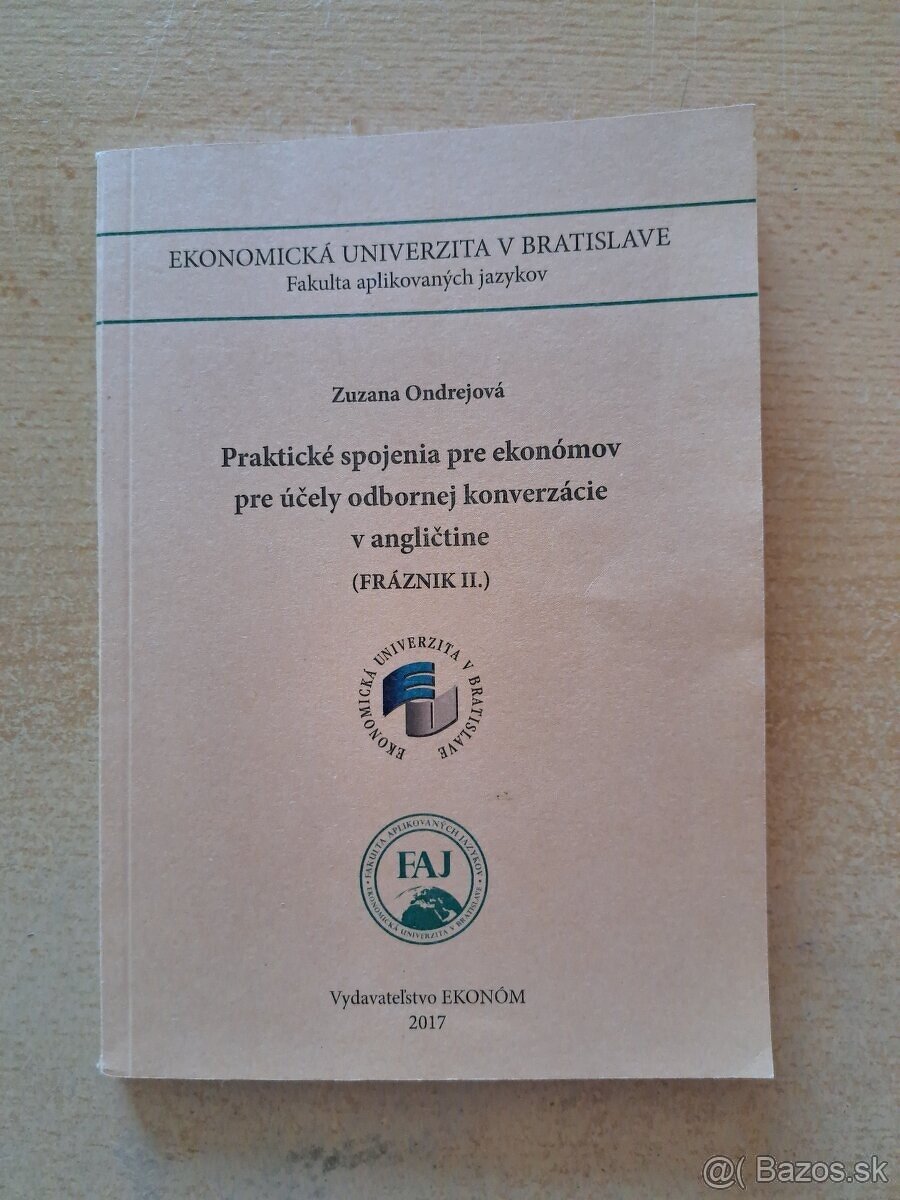 EKONOMICKÁ UNIVERZITA V BRATISLAVE
Fakulta aplikovaných jazykov
Zuzana Ondrejová
Praktické spojenia pre ekonómov
pre účely odbornej konverzácie
v angličtine
(FRÁZNIK II.)
EKONOMICKÁ UNIVERZITA V BRATISLAVE
FAKULTA APLIKOVANÝCH JAZYKOV
FAJ
EKONOMICKÁ UNIVERZITA V BRATISLAVE
Vydavateľstvo EKONÓM
2017
@( Bazos.sk